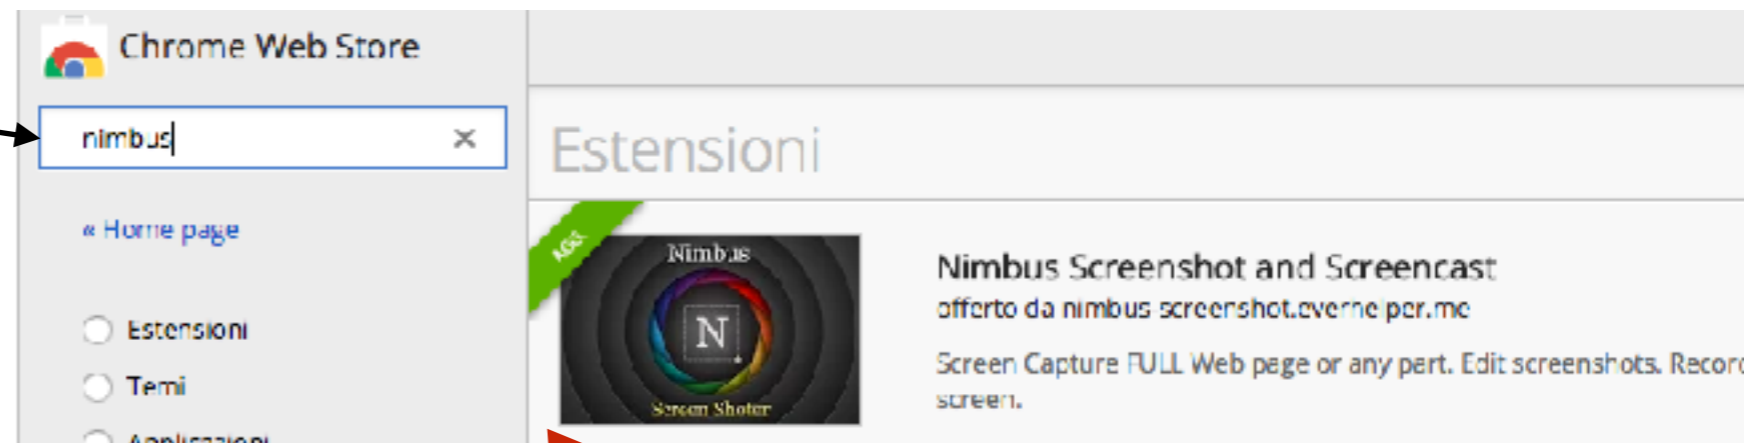 Chrome Web Store
nimbus
« Home page
Estensioni
Temi
Applicazioni
Estensioni
Nimbus
N
Screen Shoter
Nimbus Screenshot and Screencast
offerto da nimbus-screenshot.everhelper.me
Screen Capture FULL Web page or any part. Edit screenshots. Record
screen.